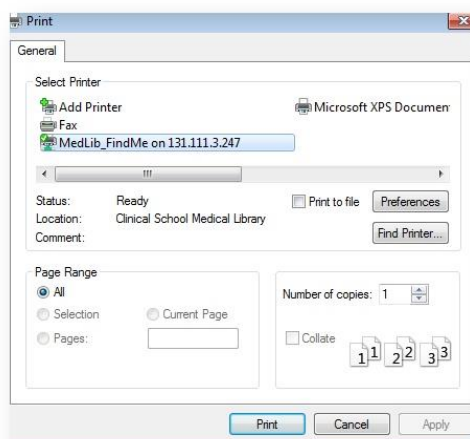 Print
General
Select Printer
Add Printer
Microsoft XPS Documen
Fax
MedLib_FindMe on 131.111.3.247
Status: Ready
Print to file
Preferences
Location: Clinical School Medical Library
Comment:
Find Printer...
Page Range
All
Selection
Current Page
Pages:
Number of copies: 1
Collate
1 1 2 2 3 3
Print
Cancel
Apply